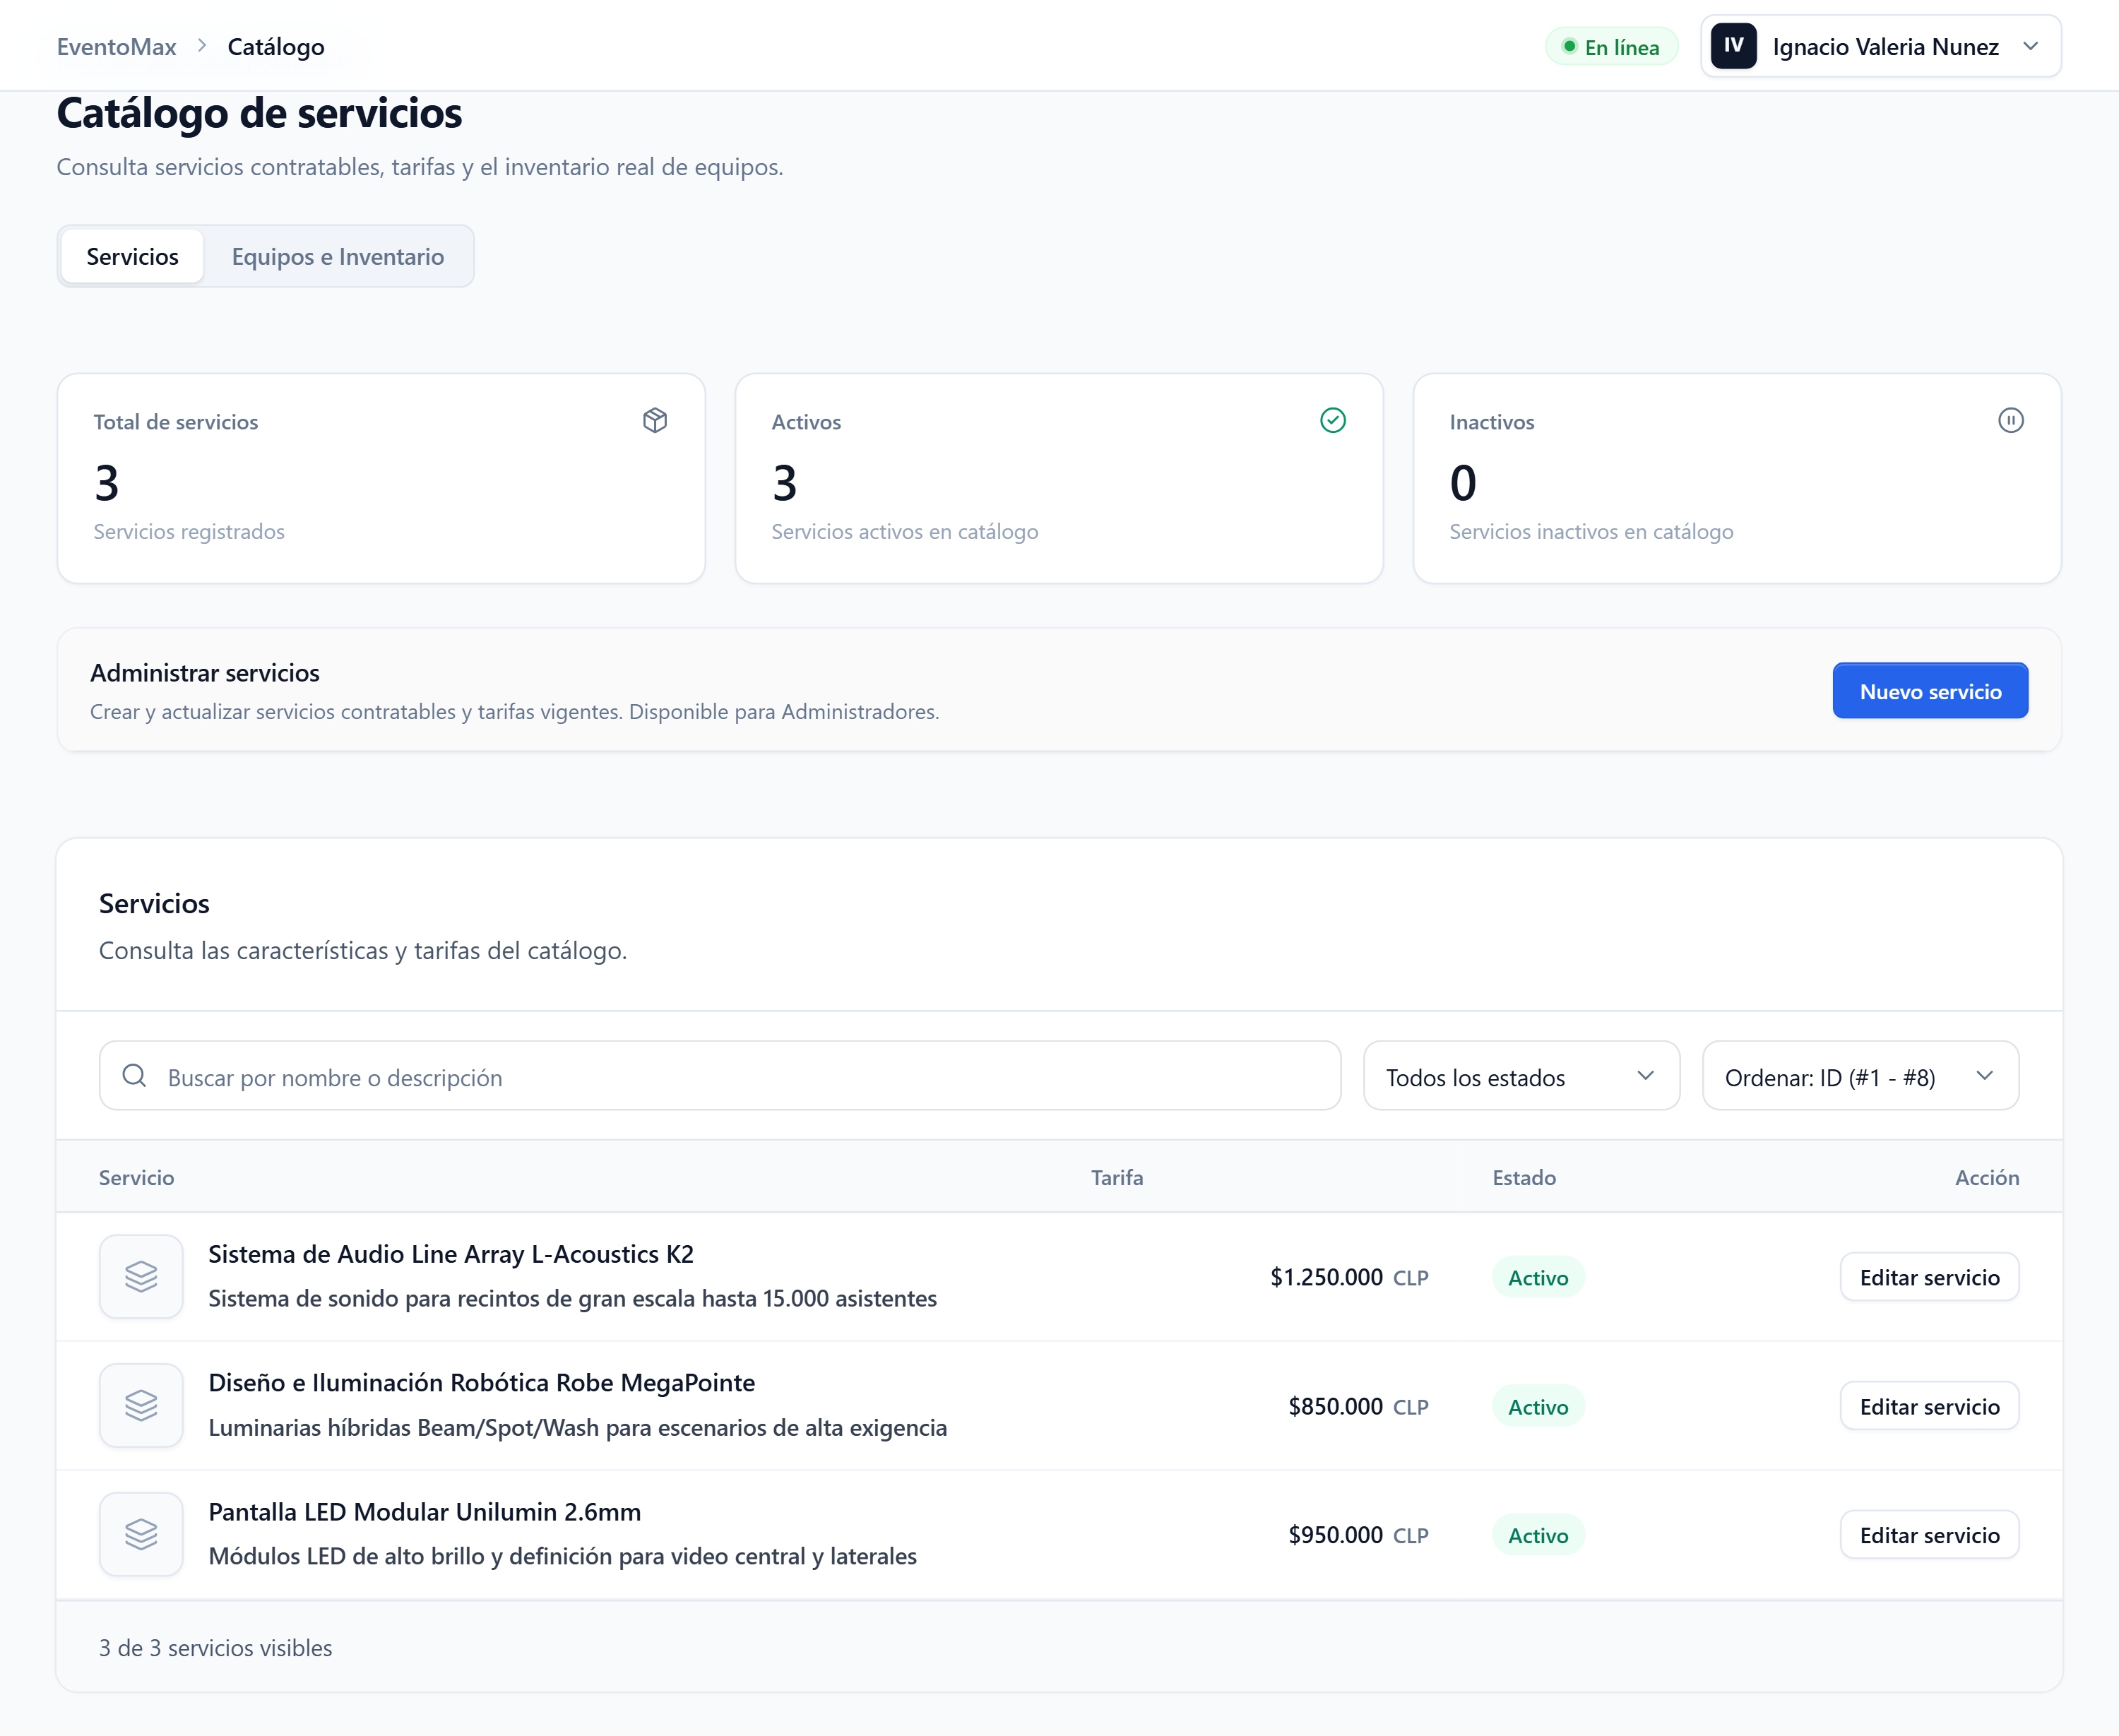 EventoMax > Catálogo
En línea
IV Ignacio Valeria Nunez
Catálogo de servicios
Consulta servicios contratables, tarifas y el inventario real de equipos.
Servicios Equipos e Inventario
Total de servicios
3
Servicios registrados
Activos
3
Servicios activos en catálogo
Inactivos
0
Servicios inactivos en catálogo
Administrar servicios
Crear y actualizar servicios contratables y tarifas vigentes. Disponible para Administradores.
Nuevo servicio
Servicios
Consulta las características y tarifas del catálogo.
Buscar por nombre o descripción
Todos los estados
Ordenar: ID (#1 - #8)
Servicio Tarifa Estado Acción
Sistema de Audio Line Array L-Acoustics K2
Sistema de sonido para recintos de gran escala hasta 15.000 asistentes
$1.250.000 CLP Activo Editar servicio
Diseño e Iluminación Robótica Robe MegaPointe
Luminarias híbridas Beam/Spot/Wash para escenarios de alta exigencia
$850.000 CLP Activo Editar servicio
Pantalla LED Modular Unilumin 2.6mm
Módulos LED de alto brillo y definición para video central y laterales
$950.000 CLP Activo Editar servicio
3 de 3 servicios visibles